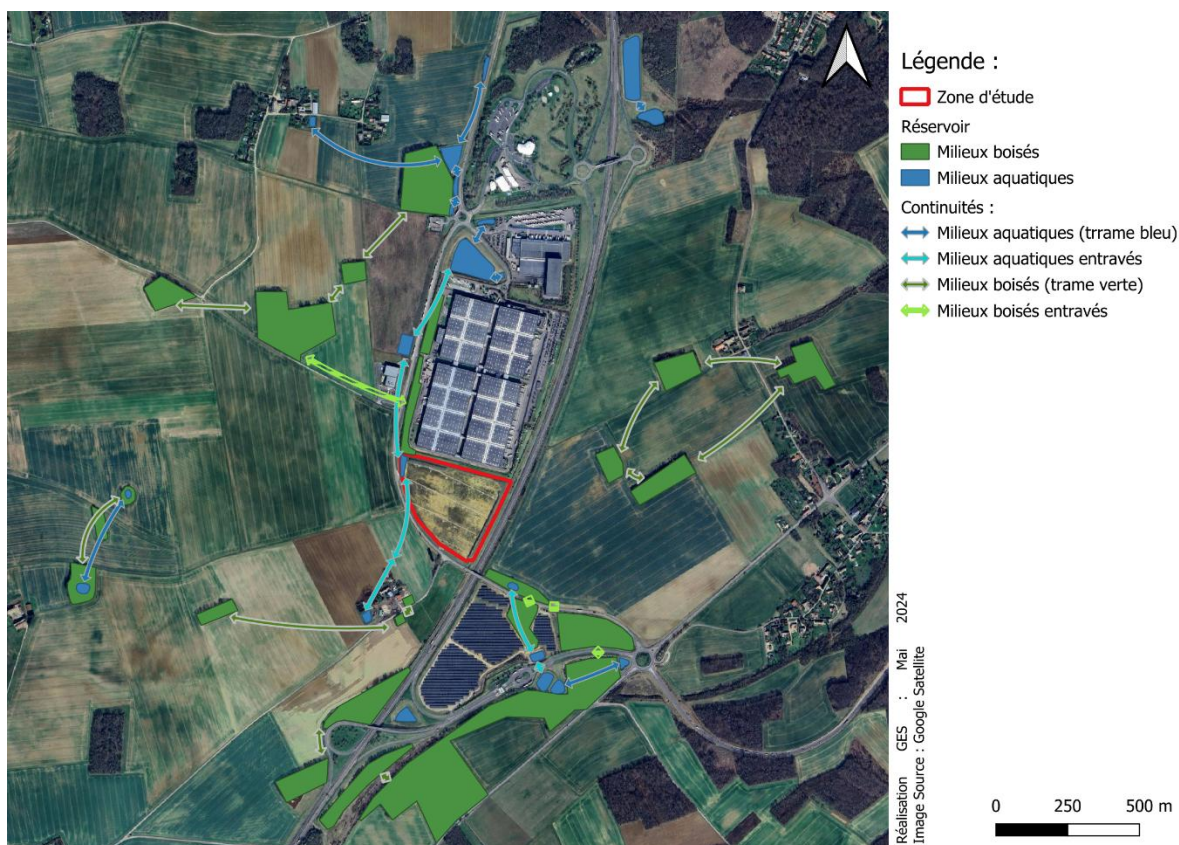 Légende :
Zone d'étude
Réservoir
Milieux boisés
Milieux aquatiques
Continuités :
Milieux aquatiques (trrame bleu)
Milieux aquatiques entravés
Milieux boisés (trame verte)
Milieux boisés entravés
Réalisation GES : Mai 2024
Image Source : Google Satellite
0 250 500 m